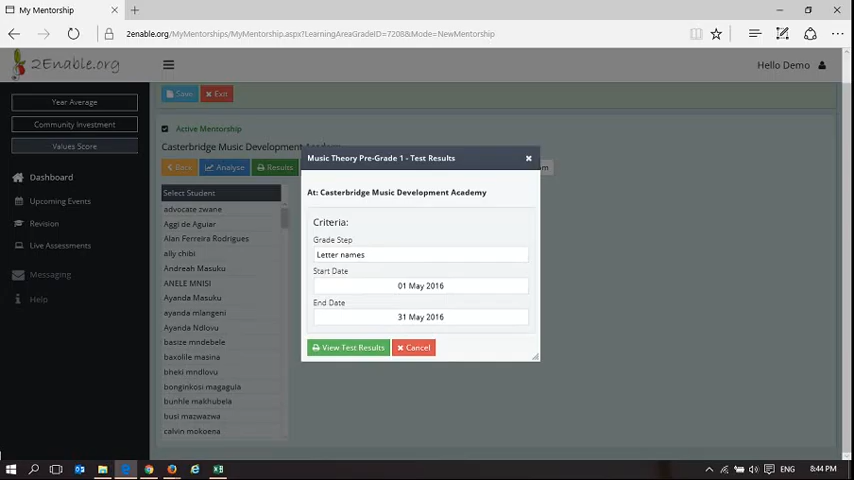 My Mentorship
2enable.org/MyMentorships/MyMentorship.aspx?LearningAreaGradeID=7208&Mode=NewMentorship
2Enable.org
Hello Demo
Save
Exit
Year Average
Community Investment
Values Score
Dashboard
Upcoming Events
Revision
Live Assessments
Messaging
Help
Active Mentorship
Casterbridge Music Development
Back
Analyse
Results
Select Student
advocate zwane
Aggi de Aguiar
Alan Ferreira Rodrigues
ally chibi
Andreah Masuku
ANELE MNISI
Ayanda Masuku
ayanda mlangeni
Ayanda Ndlovu
basize mndebele
baxolile masina
bheki mndlovu
bonginkosi magagula
bonrhle makhubela
busi mazwazwa
calvin mokoena
Music Theory Pre-Grade 1 - Test Results
At: Casterbridge Music Development Academy
Criteria:
Grade Step
Letter names
Start Date
01 May 2016
End Date
31 May 2016
View Test Results
Cancel
ENG
8:44 PM